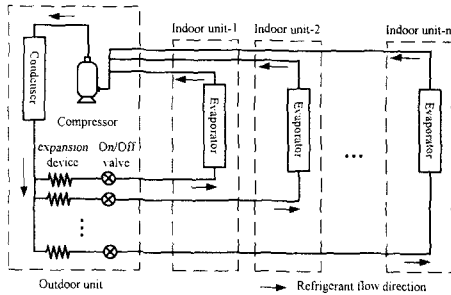 Indoor unit-1
Indoor unit-2
Indoor unit-n
Condenser
Compressor
Evaporator
Evaporator
Evaporator
expansion
device
On/Off
valve
...
Outdoor unit
Refrigerant flow direction